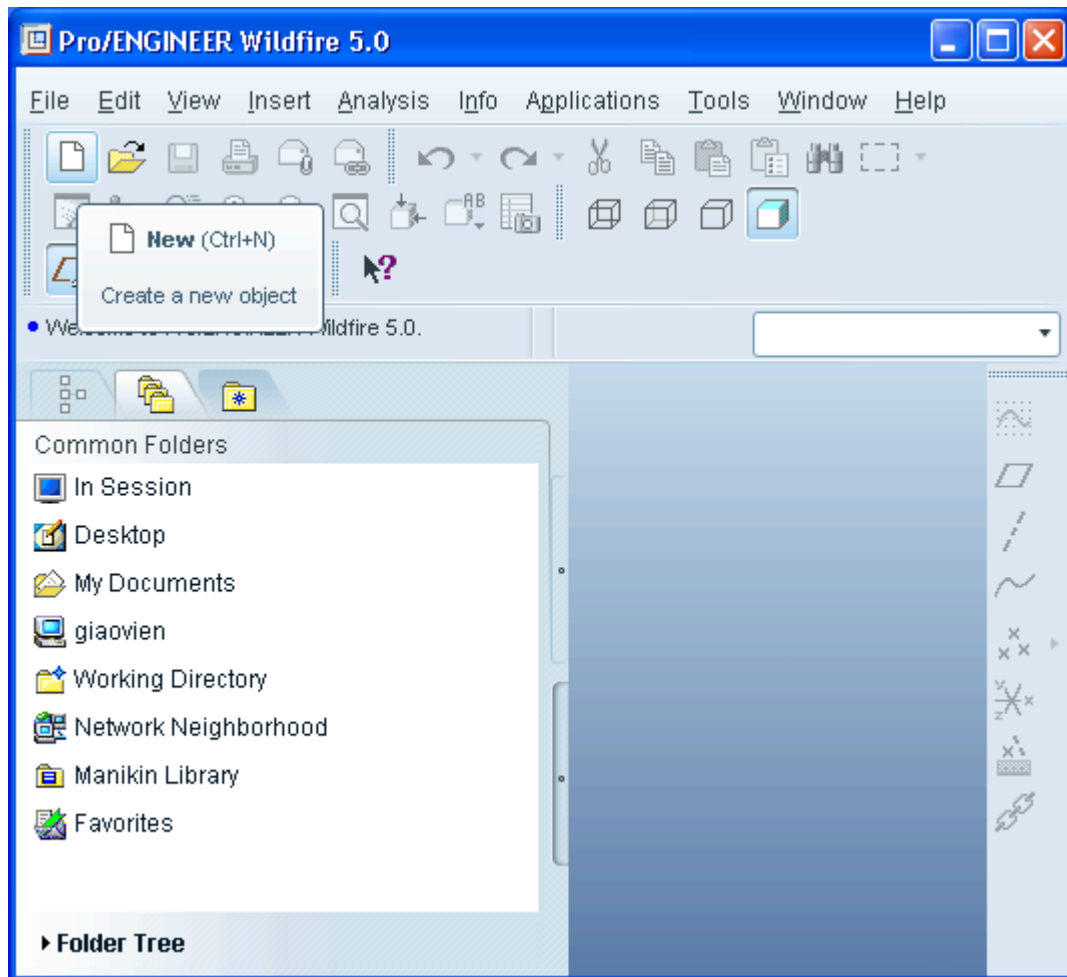 Pro/ENGINEER Wildfire 5.0
File Edit View Insert Analysis Info Applications Tools Window Help
New (Ctrl+N)
Create a new object
Wildfire 5.0.
Common Folders
In Session
Desktop
My Documents
giaovien
Working Directory
Network Neighborhood
Manikin Library
Favorites
Folder Tree